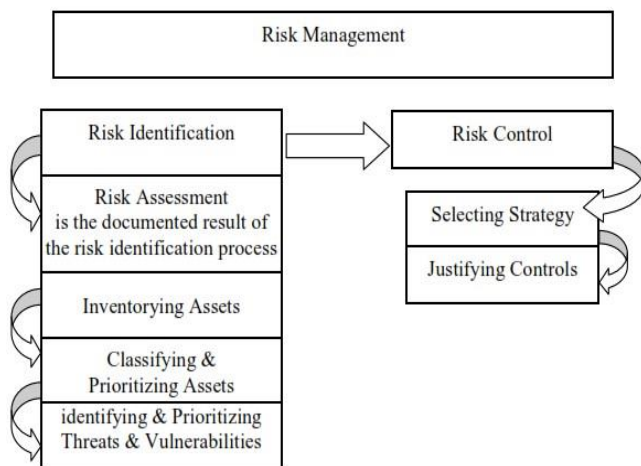 Risk Management
Risk Identification
Risk Assessment
is the documented result of
the risk identification process
Inventorying Assets
Classifying &
Prioritizing Assets
identifying & Prioritizing
Threats & Vulnerabilities
Risk Control
Selecting Strategy
Justifying Controls